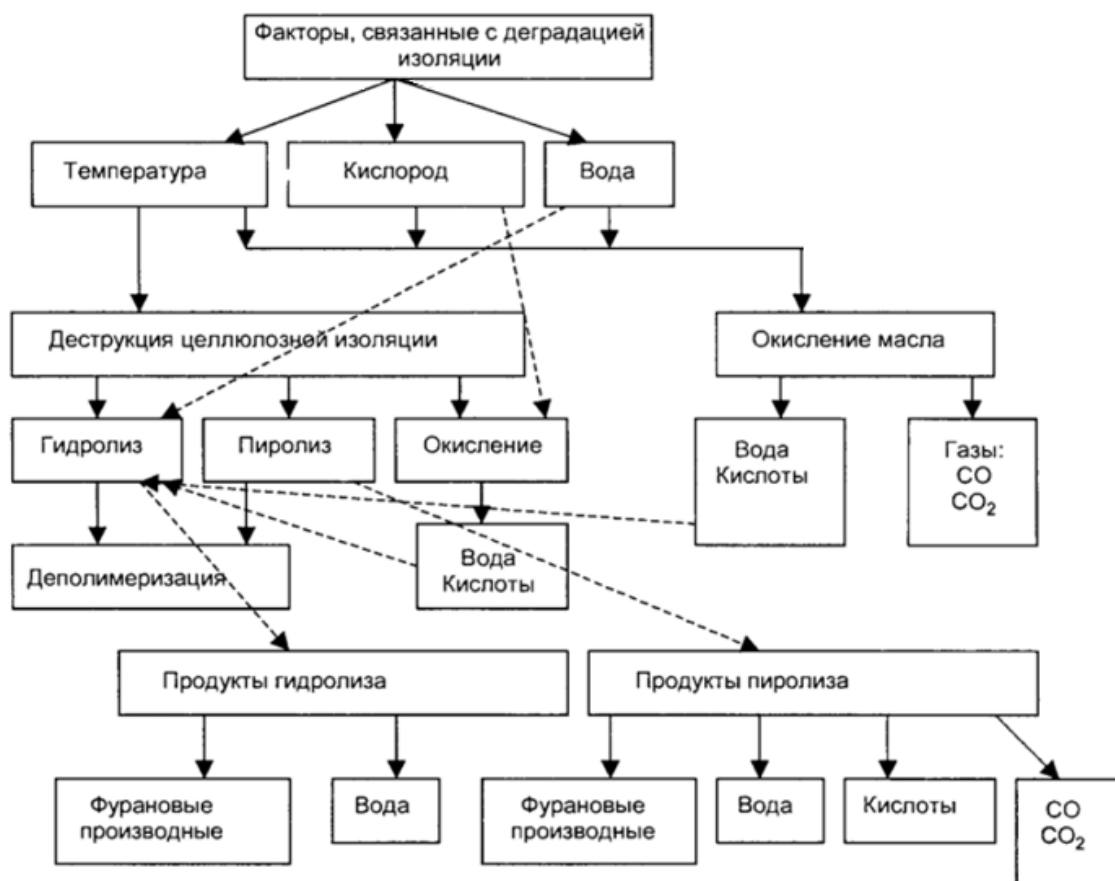 Факторы, связанные с деградацией
изоляции
Температура
Кислород
Вода
Деструкция целлюлозной изоляции
Окисление масла
Гидролиз
Пиролиз
Окисление
Вода
Кислоты
Газы:
CO
CO₂
Деполимеризация
Вода
Кислоты
Продукты гидролиза
Продукты пиролиза
Фурановые
производные
Вода
Фурановые
производные
Вода
Кислоты
CO
CO₂